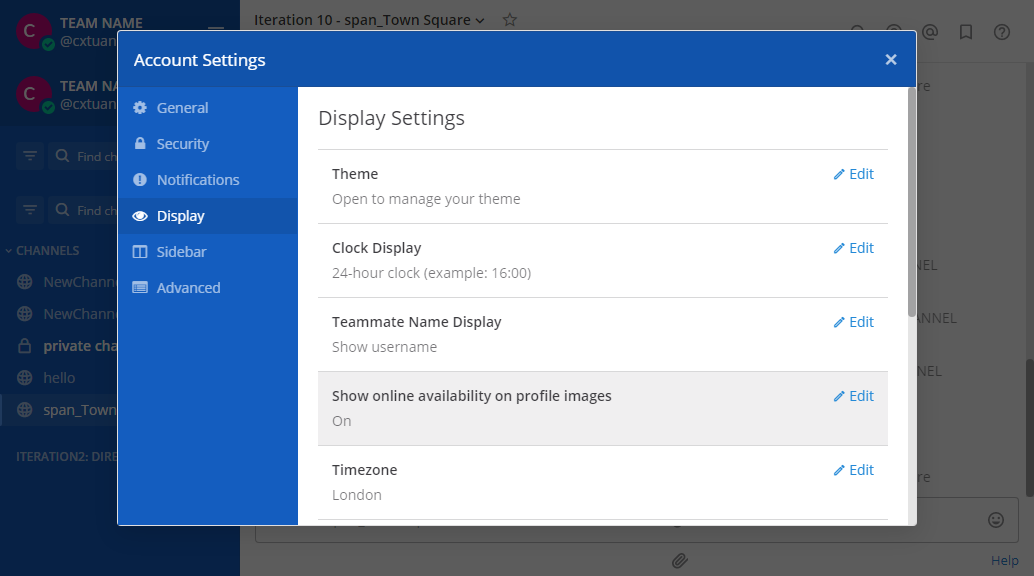 TEAM NAME
@cxtuan
TEAM NA
@cxtuan
Find ch
Find ch
CHANNELS
NewChann
NewChann
private cha
hello
span_Town
ITERATION2: DIRE
Iteration 10 - span_Town Square
Account Settings
General
Security
Notifications
Display
Sidebar
Advanced
Display Settings
Theme
Edit
Open to manage your theme
Clock Display
Edit
24-hour clock (example: 16:00)
Teammate Name Display
Edit
Show username
Show online availability on profile images
Edit
On
Timezone
Edit
London
re
NEL
ANNEL
NEL
re
Help